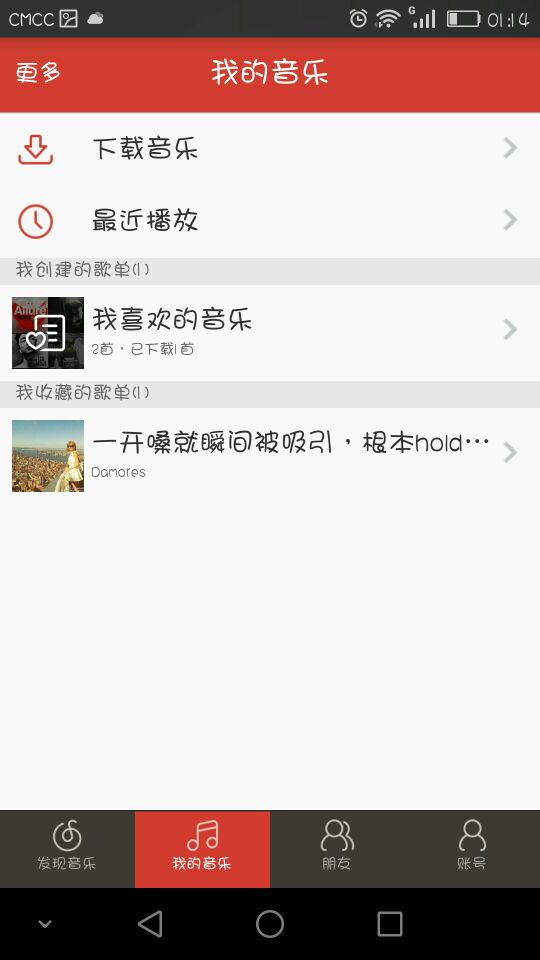 CMCC G 01:14
更多 我的音乐
下载音乐
最近播放
我创建的歌单(1)
Allure
我喜欢的音乐
2首，已下载1首
我收藏的歌单(1)
一开嗓就瞬间被吸引，根本hold…
Damores
发现音乐 我的音乐 朋友 账号